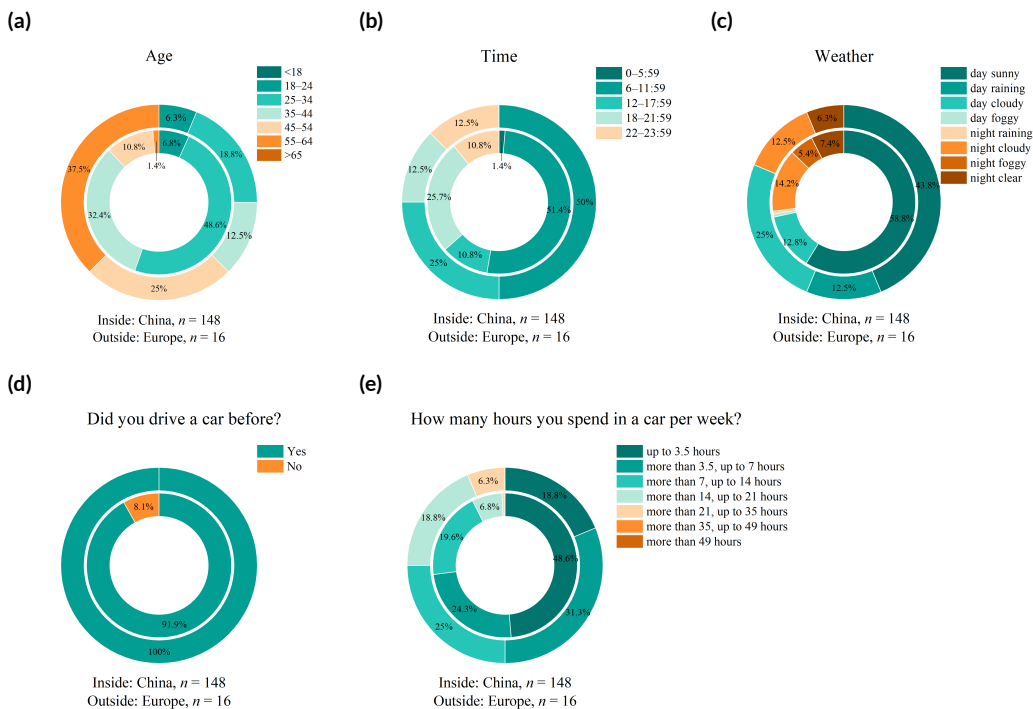 (a)
Age
<18
18–24
25–34
35–44
45–54
55–64
>65
6.3%
18.8%
12.5%
25%
37.5%
6.8%
48.6%
32.4%
10.8%
1.4%
Inside: China, n = 148
Outside: Europe, n = 16
(b)
Time
0–5:59
6–11:59
12–17:59
18–21:59
22–23:59
50%
25%
12.5%
12.5%
1.4%
51.4%
10.8%
25.7%
10.8%
Inside: China, n = 148
Outside: Europe, n = 16
(c)
Weather
day sunny
day raining
day cloudy
day foggy
night raining
night cloudy
night foggy
night clear
43.8%
12.5%
25%
12.5%
6.3%
58.8%
12.8%
14.2%
5.4%
7.4%
Inside: China, n = 148
Outside: Europe, n = 16
(d)
Did you drive a car before?
Yes
No
8.1%
91.9%
100%
Inside: China, n = 148
Outside: Europe, n = 16
(e)
How many hours you spend in a car per week?
up to 3.5 hours
more than 3.5, up to 7 hours
more than 7, up to 14 hours
more than 14, up to 21 hours
more than 21, up to 35 hours
more than 35, up to 49 hours
more than 49 hours
18.8%
31.3%
25%
18.8%
6.3%
48.6%
24.3%
19.6%
6.8%
Inside: China, n = 148
Outside: Europe, n = 16